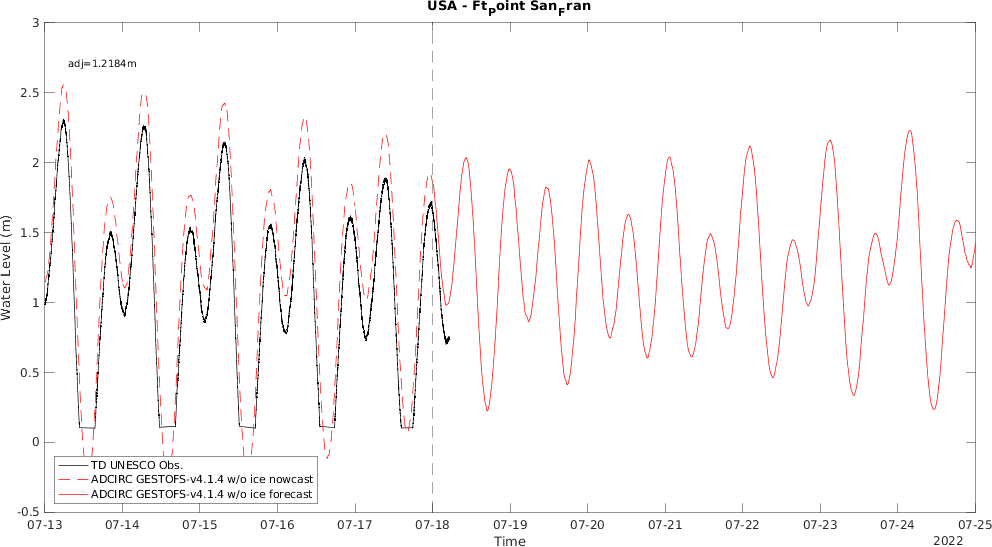 USA - FtPoint SanFran
adj=1.2184m
Water Level (m)
3
2.5
2
1.5
1
0.5
0
-0.5
TD UNESCO Obs.
ADCIRC GESTOFS-v4.1.4 w/o ice nowcast
ADCIRC GESTOFS-v4.1.4 w/o ice forecast
07-13 07-14 07-15 07-16 07-17 07-18 07-19 07-20 07-21 07-22 07-23 07-24 07-25
Time
2022